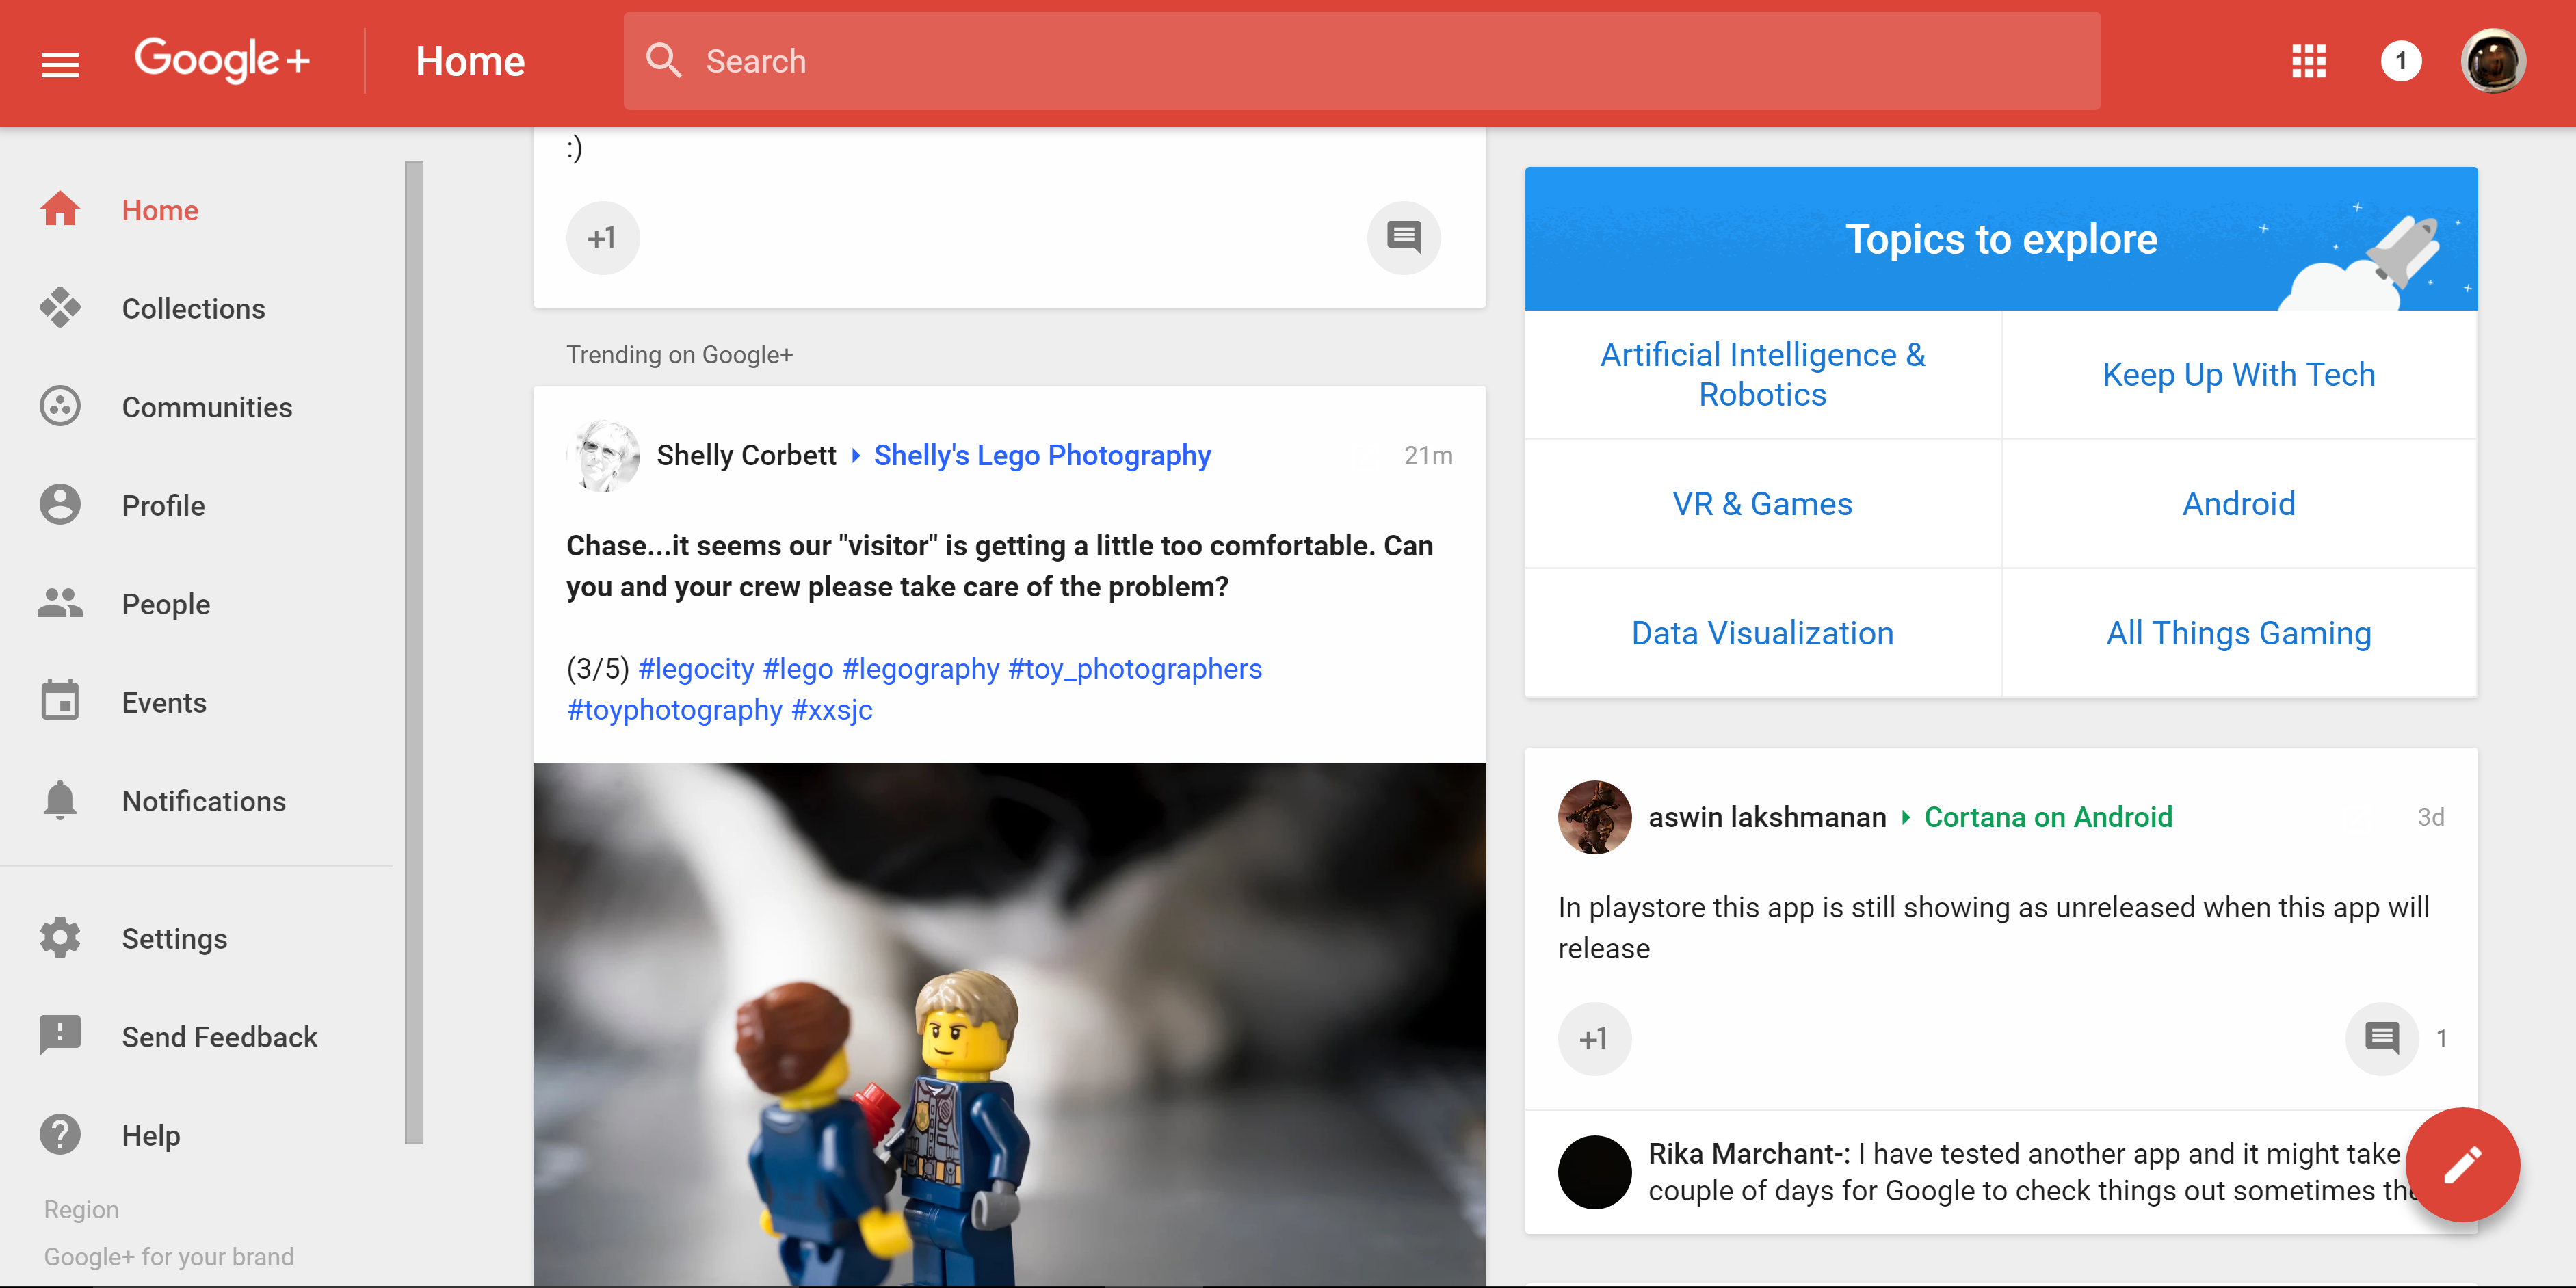 Google+
Home
Search
1
Home
Collections
Communities
Profile
People
Events
Notifications
Settings
Send Feedback
Help
Region
Google+ for your brand
:)
+1
Trending on Google+
Shelly Corbett Shelly's Lego Photography 21m
Chase...it seems our "visitor" is getting a little too comfortable. Can
you and your crew please take care of the problem?
(3/5) #legocity #lego #legography #toy_photographers
#toyphotography #xxsjc
Topics to explore
Artificial Intelligence &
Robotics
Keep Up With Tech
VR & Games
Android
Data Visualization
All Things Gaming
aswin lakshmanan Cortana on Android 3d
In playstore this app is still showing as unreleased when this app will
release
+1
1
Rika Marchant-: I have tested another app and it might take
couple of days for Google to check things out sometimes